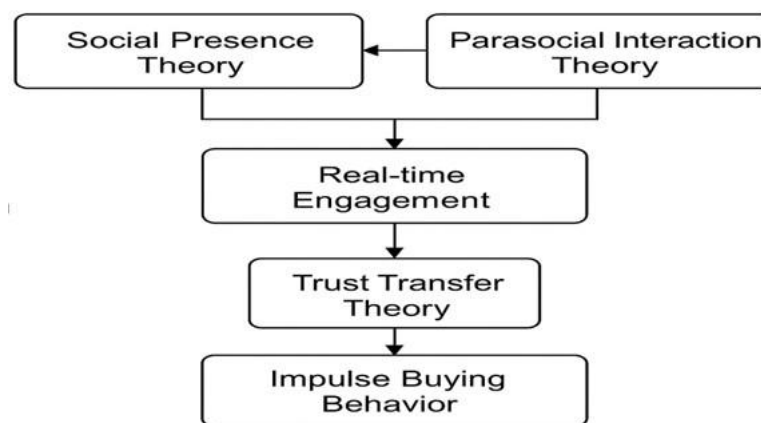 Social Presence
Theory
Parasocial Interaction
Theory
Real-time
Engagement
Trust Transfer
Theory
Impulse Buying
Behavior